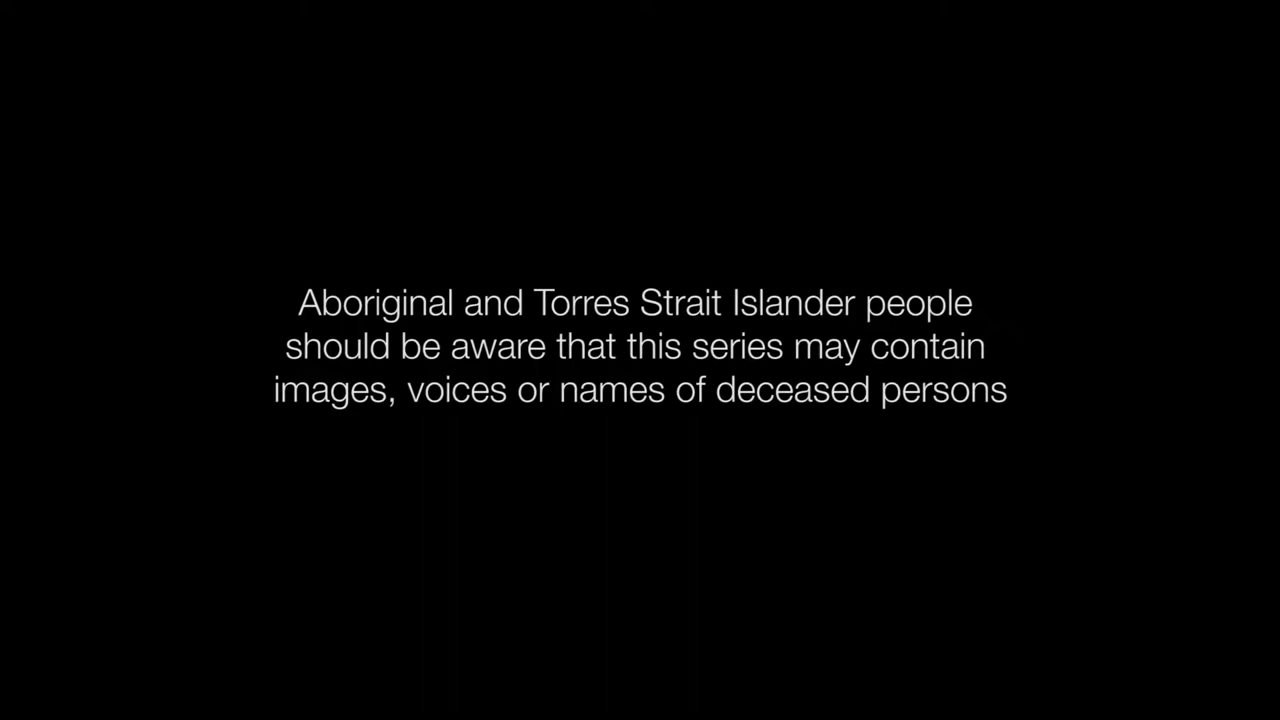 Aboriginal and Torres Strait Islander people
should be aware that this series may contain
images, voices or names of deceased persons